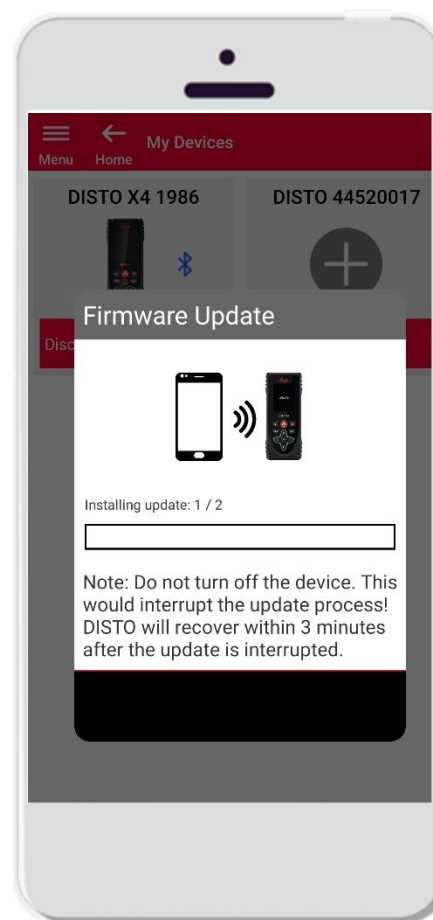 Menu
Home
My Devices
DISTO X4 1986
DISTO 44520017
Disc
Firmware Update
Installing update: 1 / 2
Note: Do not turn off the device. This
would interrupt the update process!
DISTO will recover within 3 minutes
after the update is interrupted.